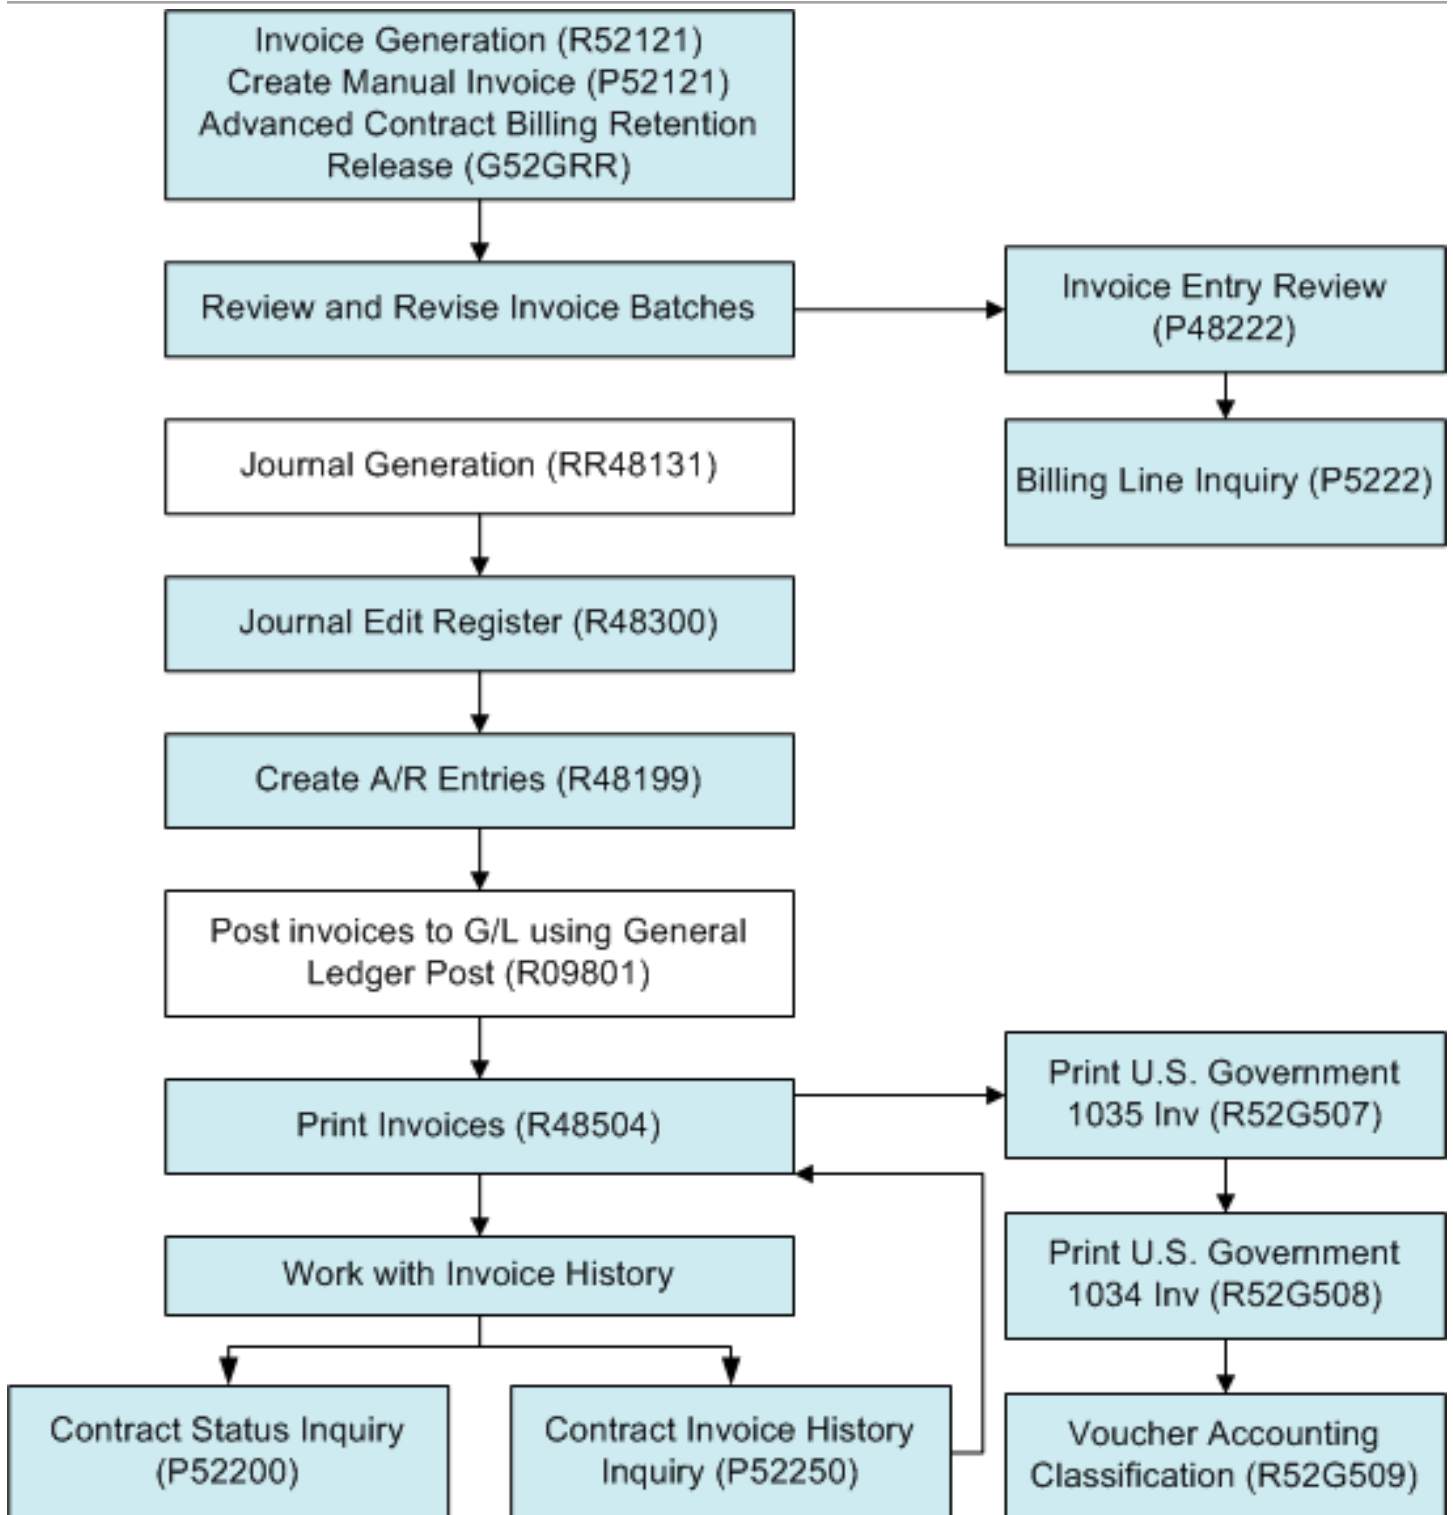 Invoice Generation (R52121)
Create Manual Invoice (P52121)
Advanced Contract Billing Retention
Release (G52GRR)
Review and Revise Invoice Batches
Invoice Entry Review
(P48222)
Journal Generation (RR48131)
Billing Line Inquiry (P5222)
Journal Edit Register (R48300)
Create A/R Entries (R48199)
Post invoices to G/L using General
Ledger Post (R09801)
Print Invoices (R48504)
Print U.S. Government
1035 Inv (R52G507)
Work with Invoice History
Print U.S. Government
1034 Inv (R52G508)
Contract Status Inquiry
(P52200)
Contract Invoice History
Inquiry (P52250)
Voucher Accounting
Classification (R52G509)